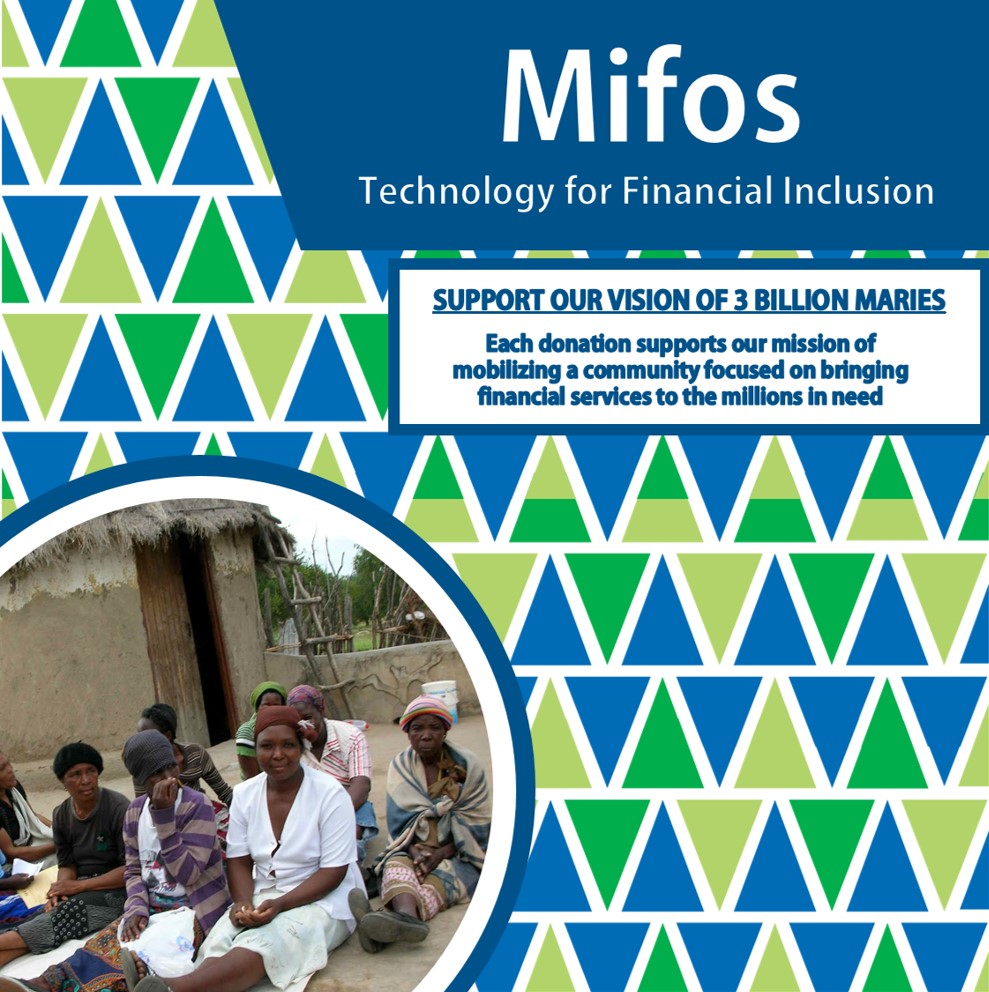 Mifos
Technology for Financial Inclusion
SUPPORT OUR VISION OF 3 BILLION MARIES
Each donation supports our mission of
mobilizing a community focused on bringing
financial services to the millions in need